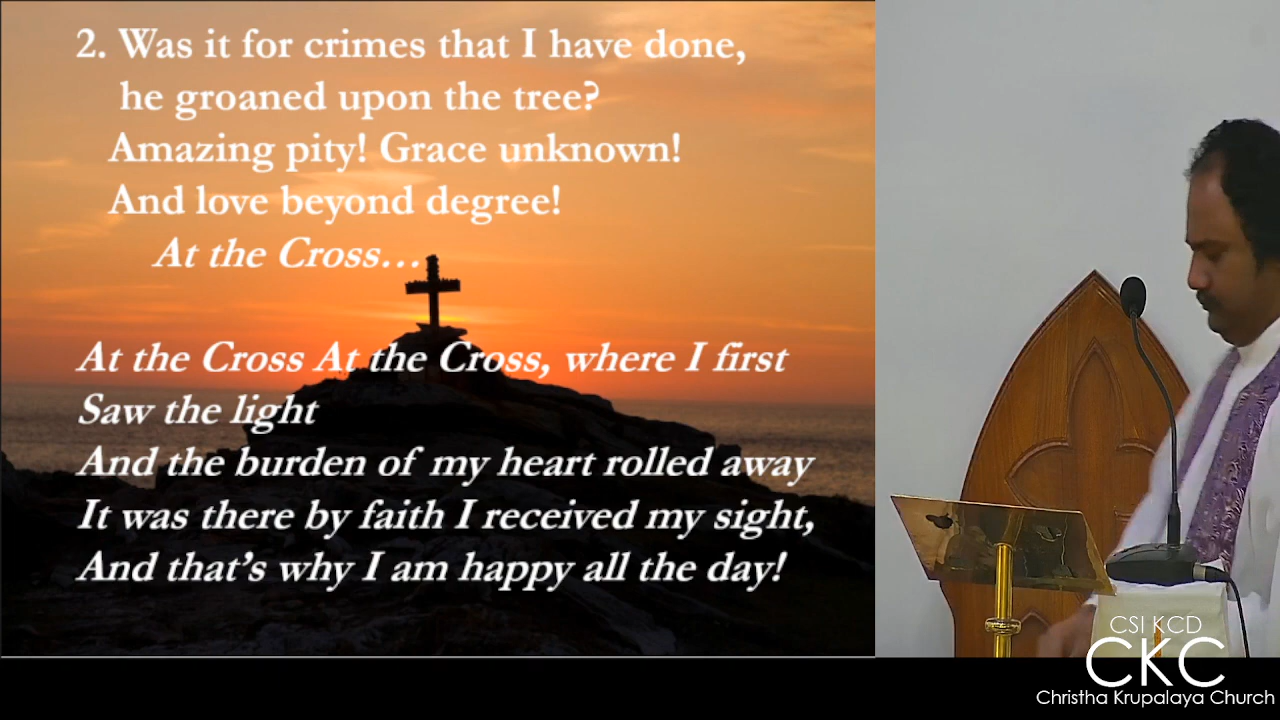 2. Was it for crimes that I have done,
he groaned upon the tree?
Amazing pity! Grace unknown!
And love beyond degree!
At the Cross...
At the Cross At the Cross, where I first
Saw the light
And the burden of my heart rolled away
It was there by faith I received my sight,
And that's why I am happy all the day!
CSI KCD
CKC
Christha Krupalaya Church